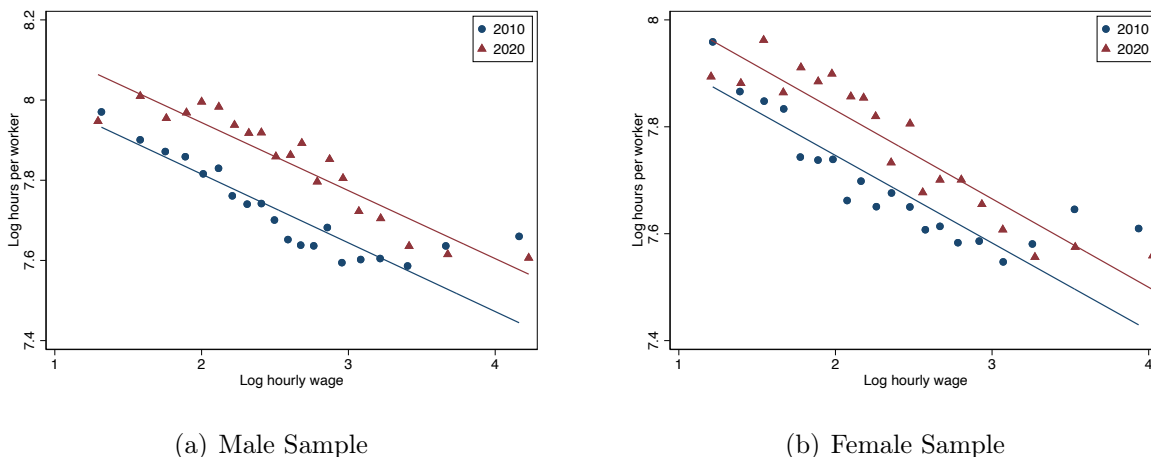 8.2
8
7.8
7.6
7.4
Log hours per worker
1 2 3 4
Log hourly wage
2010
2020
(a) Male Sample
8
7.8
7.6
7.4
Log hours per worker
1 2 3 4
Log hourly wage
2010
2020
(b) Female Sample